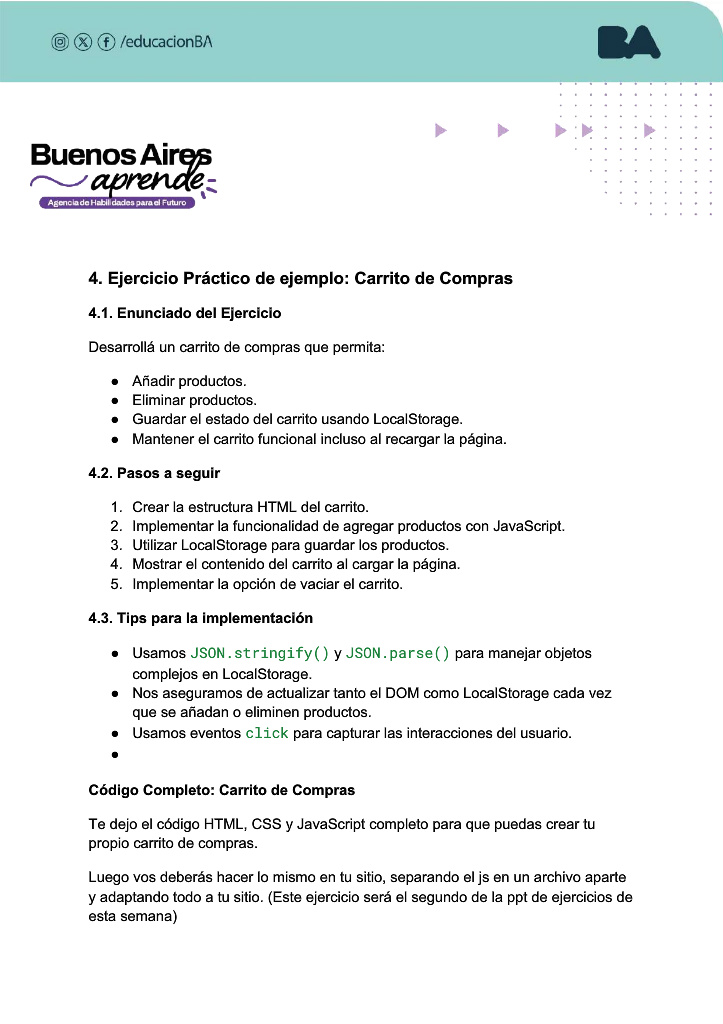 /educacionBA
BA
Buenos Aires
aprende
Agencia de Habilidades para el Futuro
4. Ejercicio Práctico de ejemplo: Carrito de Compras
4.1. Enunciado del Ejercicio
Desarrollá un carrito de compras que permita:
● Añadir productos.
● Eliminar productos.
● Guardar el estado del carrito usando LocalStorage.
● Mantener el carrito funcional incluso al recargar la página.
4.2. Pasos a seguir
1. Crear la estructura HTML del carrito.
2. Implementar la funcionalidad de agregar productos con JavaScript.
3. Utilizar LocalStorage para guardar los productos.
4. Mostrar el contenido del carrito al cargar la página.
5. Implementar la opción de vaciar el carrito.
4.3. Tips para la implementación
● Usamos JSON.stringify() y JSON.parse() para manejar objetos
complejos en LocalStorage.
● Nos aseguramos de actualizar tanto el DOM como LocalStorage cada vez
que se añadan o eliminen productos.
● Usamos eventos click para capturar las interacciones del usuario.
●
Código Completo: Carrito de Compras
Te dejo el código HTML, CSS y JavaScript completo para que puedas crear tu
propio carrito de compras.
Luego vos deberás hacer lo mismo en tu sitio, separando el js en un archivo aparte
y adaptando todo a tu sitio. (Este ejercicio será el segundo de la ppt de ejercicios de
esta semana)